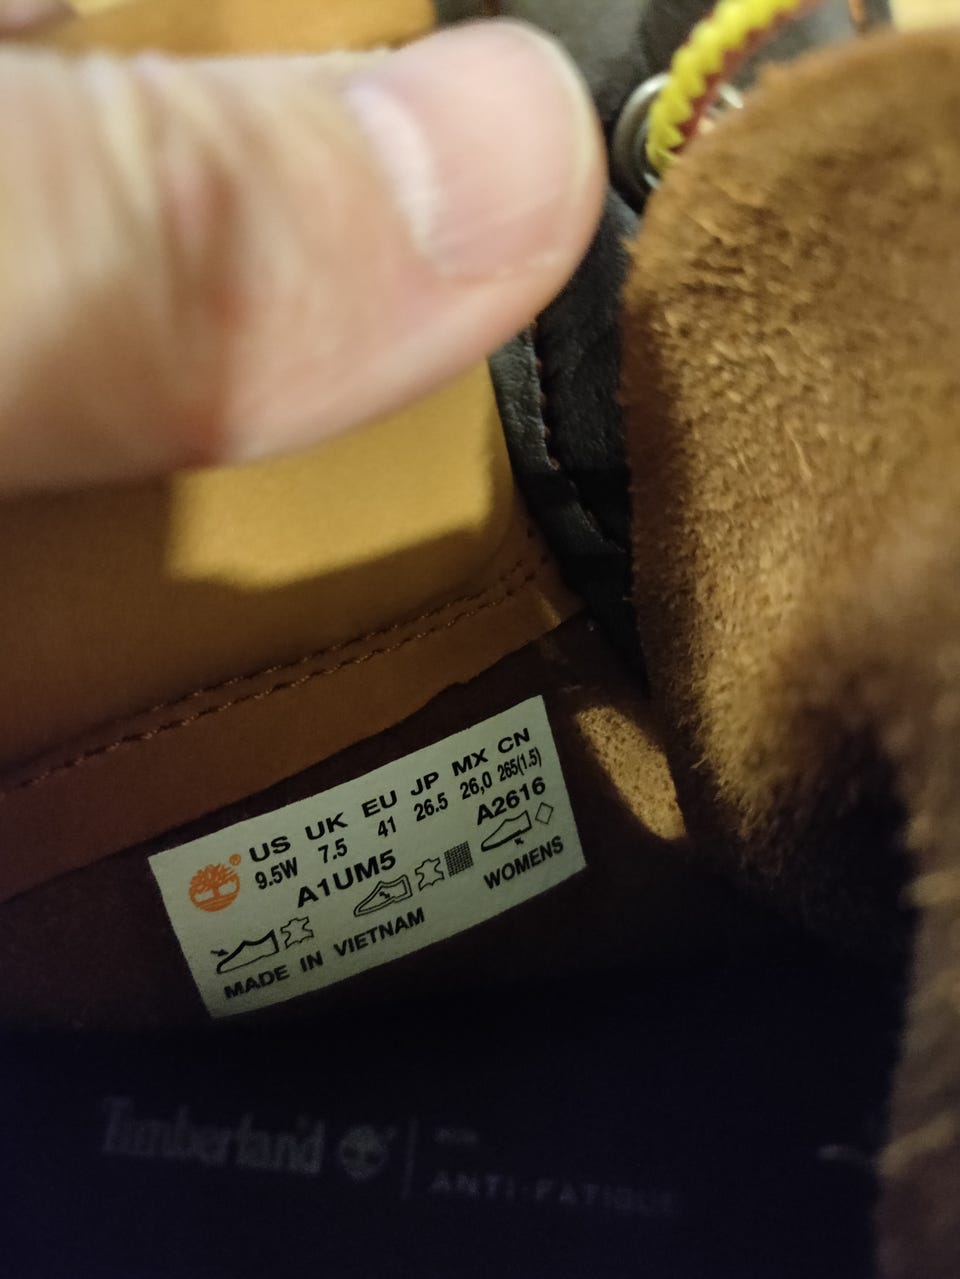 US UK EU JP MX CN
9.5W 7.5 41 26.5 26,0 265(1.5)
A1UM5 A2616
WOMENS
MADE IN VIETNAM
Timberland
ANTI-FATIGUE